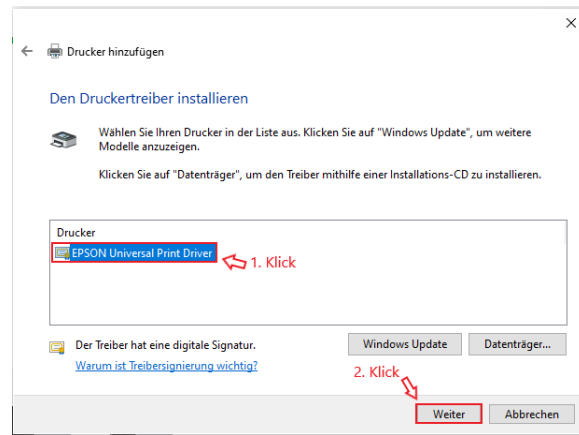 Drucker hinzufügen
Den Druckertreiber installieren
Wählen Sie Ihren Drucker in der Liste aus. Klicken Sie auf "Windows Update", um weitere
Modelle anzuzeigen.
Klicken Sie auf "Datenträger", um den Treiber mithilfe einer Installations-CD zu installieren.
Drucker
EPSON Universal Print Driver
1. Klick
Der Treiber hat eine digitale Signatur.
Windows Update
Datenträger...
Warum ist Treibersignierung wichtig?
2. Klick
Weiter
Abbrechen